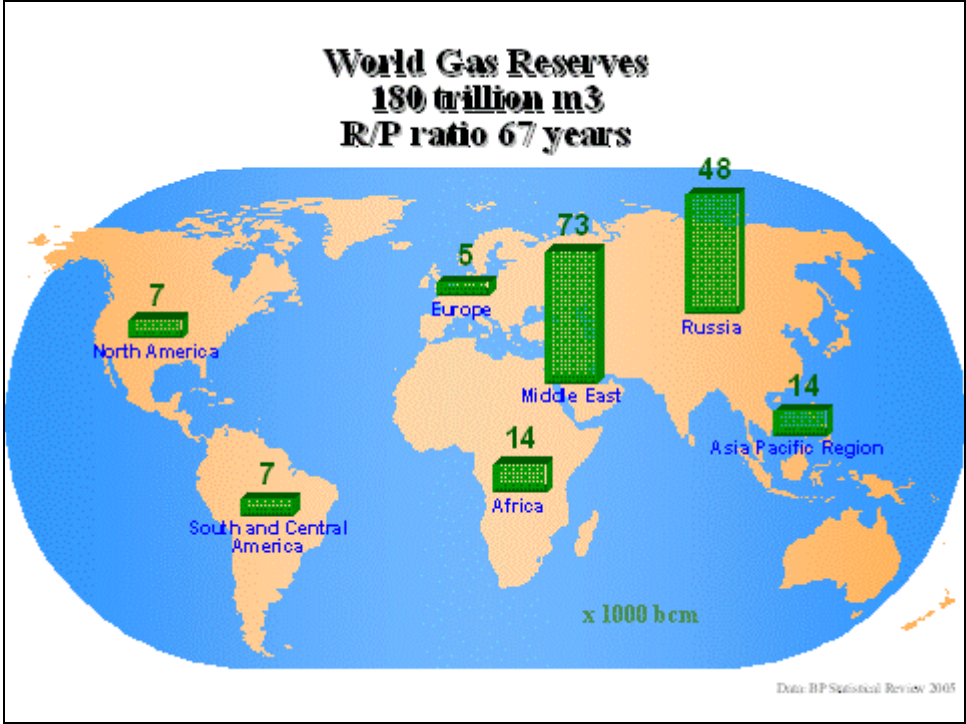 World Gas Reserves
180 trillion m3
R/P ratio 67 years
48
73
5
7
Europe
Russia
North America
14
Middle East
14
Asia Pacific Region
7
Africa
South and Central
America
x 1000 bcm
Data: BP Statistical Review 2005